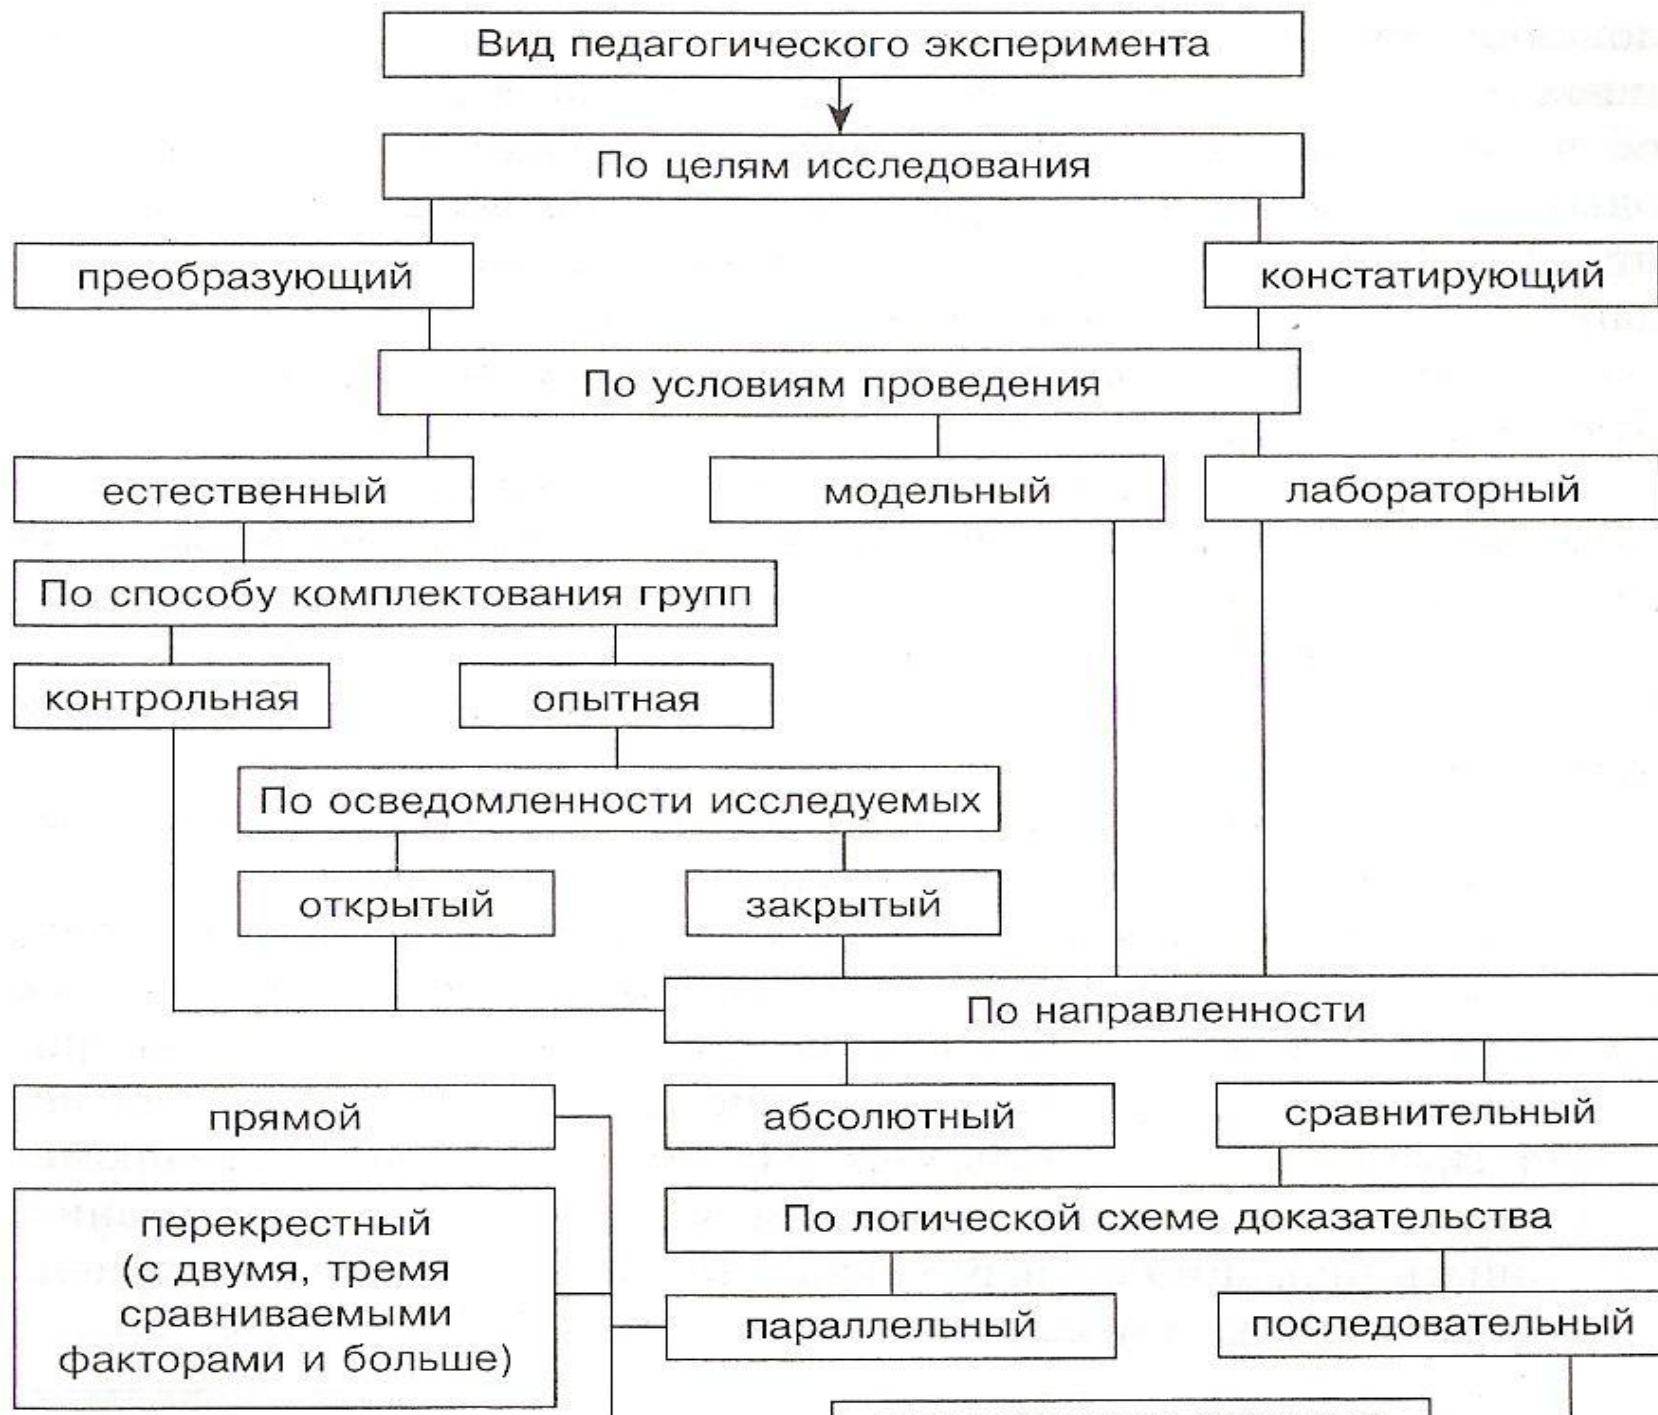 Вид педагогического эксперимента
По целям исследования
преобразующий
констатирующий
По условиям проведения
естественный
модельный
лабораторный
По способу комплектования групп
контрольная
опытная
По осведомленности исследуемых
открытый
закрытый
По направленности
прямой
абсолютный
сравнительный
перекрестный
(с двумя, тремя
сравниваемыми
факторами и больше)
По логической схеме доказательства
параллельный
последовательный